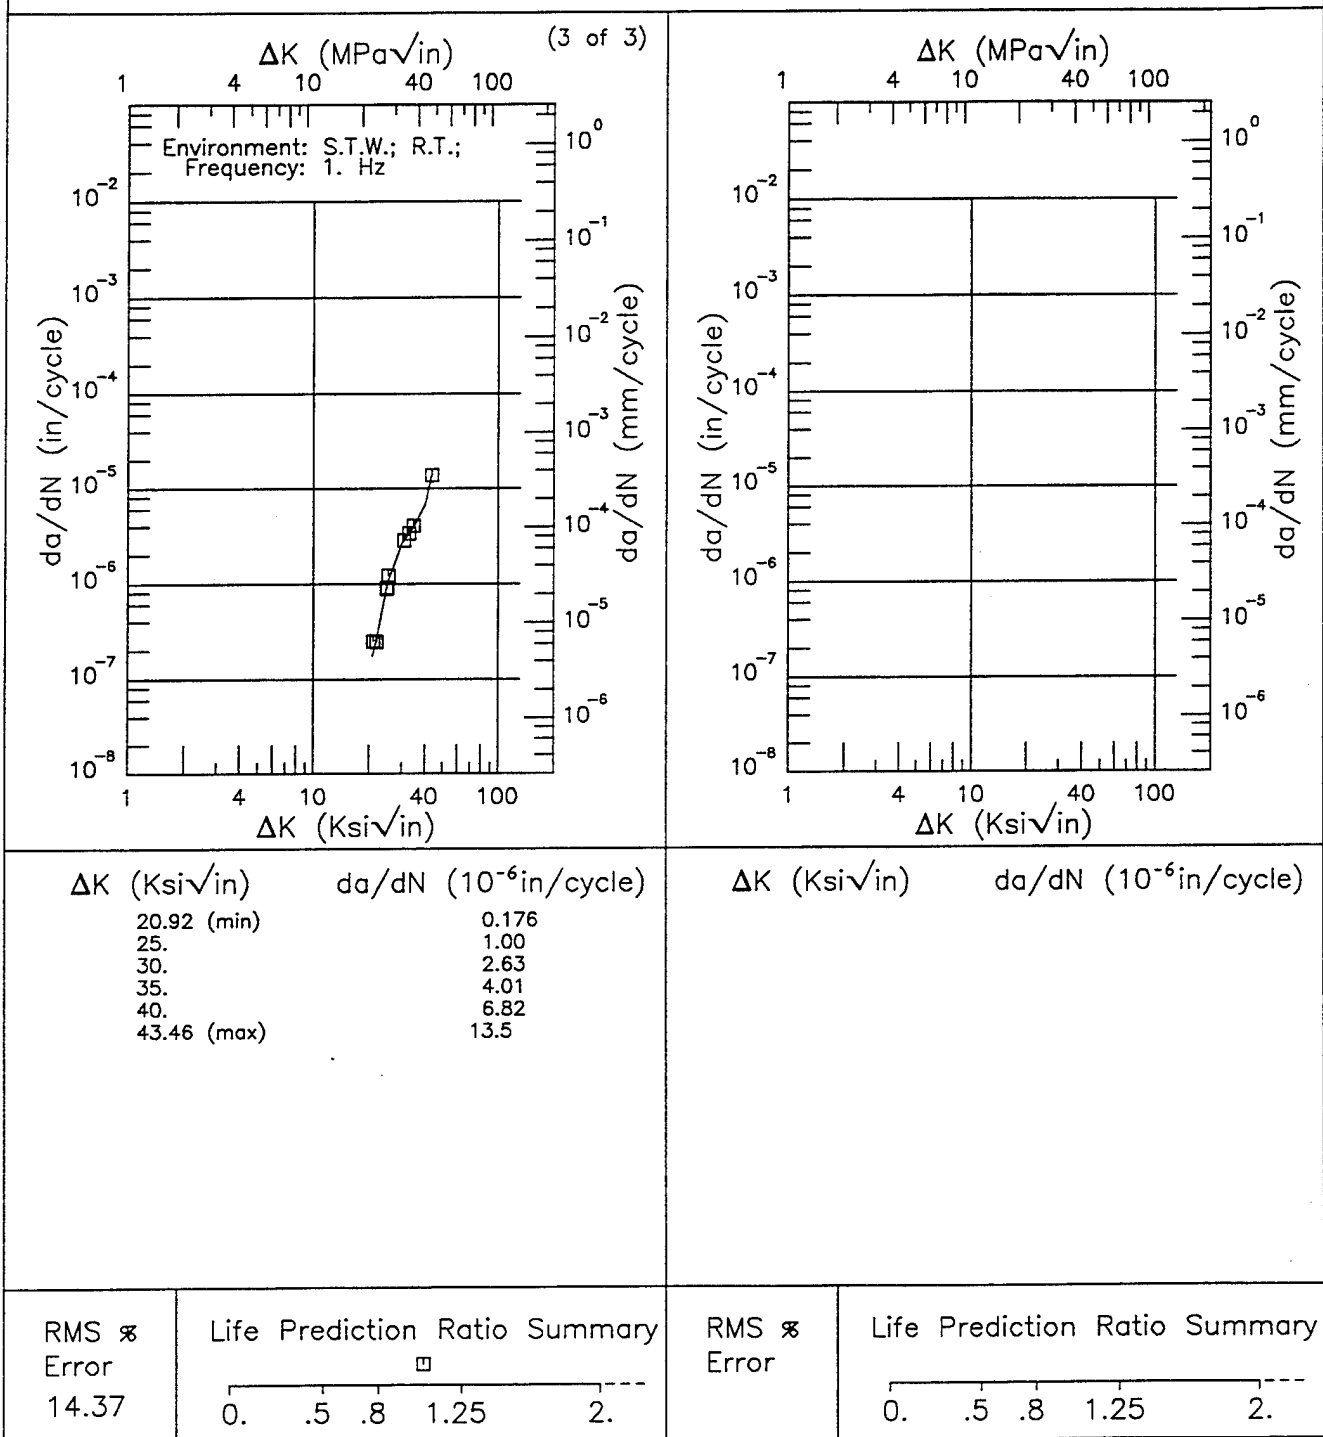 (3 of 3)
ΔK (MPa√in)
1 4 10 40 100
Environment: S.T.W.; R.T.;
Frequency: 1. Hz
da/dN (in/cycle)
10⁻²
10⁻³
10⁻⁴
10⁻⁵
10⁻⁶
10⁻⁷
10⁻⁸
10⁰
10⁻¹
10⁻²
10⁻³
10⁻⁴
10⁻⁵
10⁻⁶
da/dN (mm/cycle)
1 4 10 40 100
ΔK (Ksi√in)
ΔK (MPa√in)
1 4 10 40 100
da/dN (in/cycle)
10⁻²
10⁻³
10⁻⁴
10⁻⁵
10⁻⁶
10⁻⁷
10⁻⁸
10⁰
10⁻¹
10⁻²
10⁻³
10⁻⁴
10⁻⁵
10⁻⁶
da/dN (mm/cycle)
1 4 10 40 100
ΔK (Ksi√in)
ΔK (Ksi√in) da/dN (10⁻⁶in/cycle)
20.92 (min) 0.176
25. 1.00
30. 2.63
35. 4.01
40. 6.82
43.46 (max) 13.5
ΔK (Ksi√in) da/dN (10⁻⁶in/cycle)
RMS %
Error
14.37
Life Prediction Ratio Summary
0. .5 .8 1.25 2.
RMS %
Error
Life Prediction Ratio Summary
0. .5 .8 1.25 2.